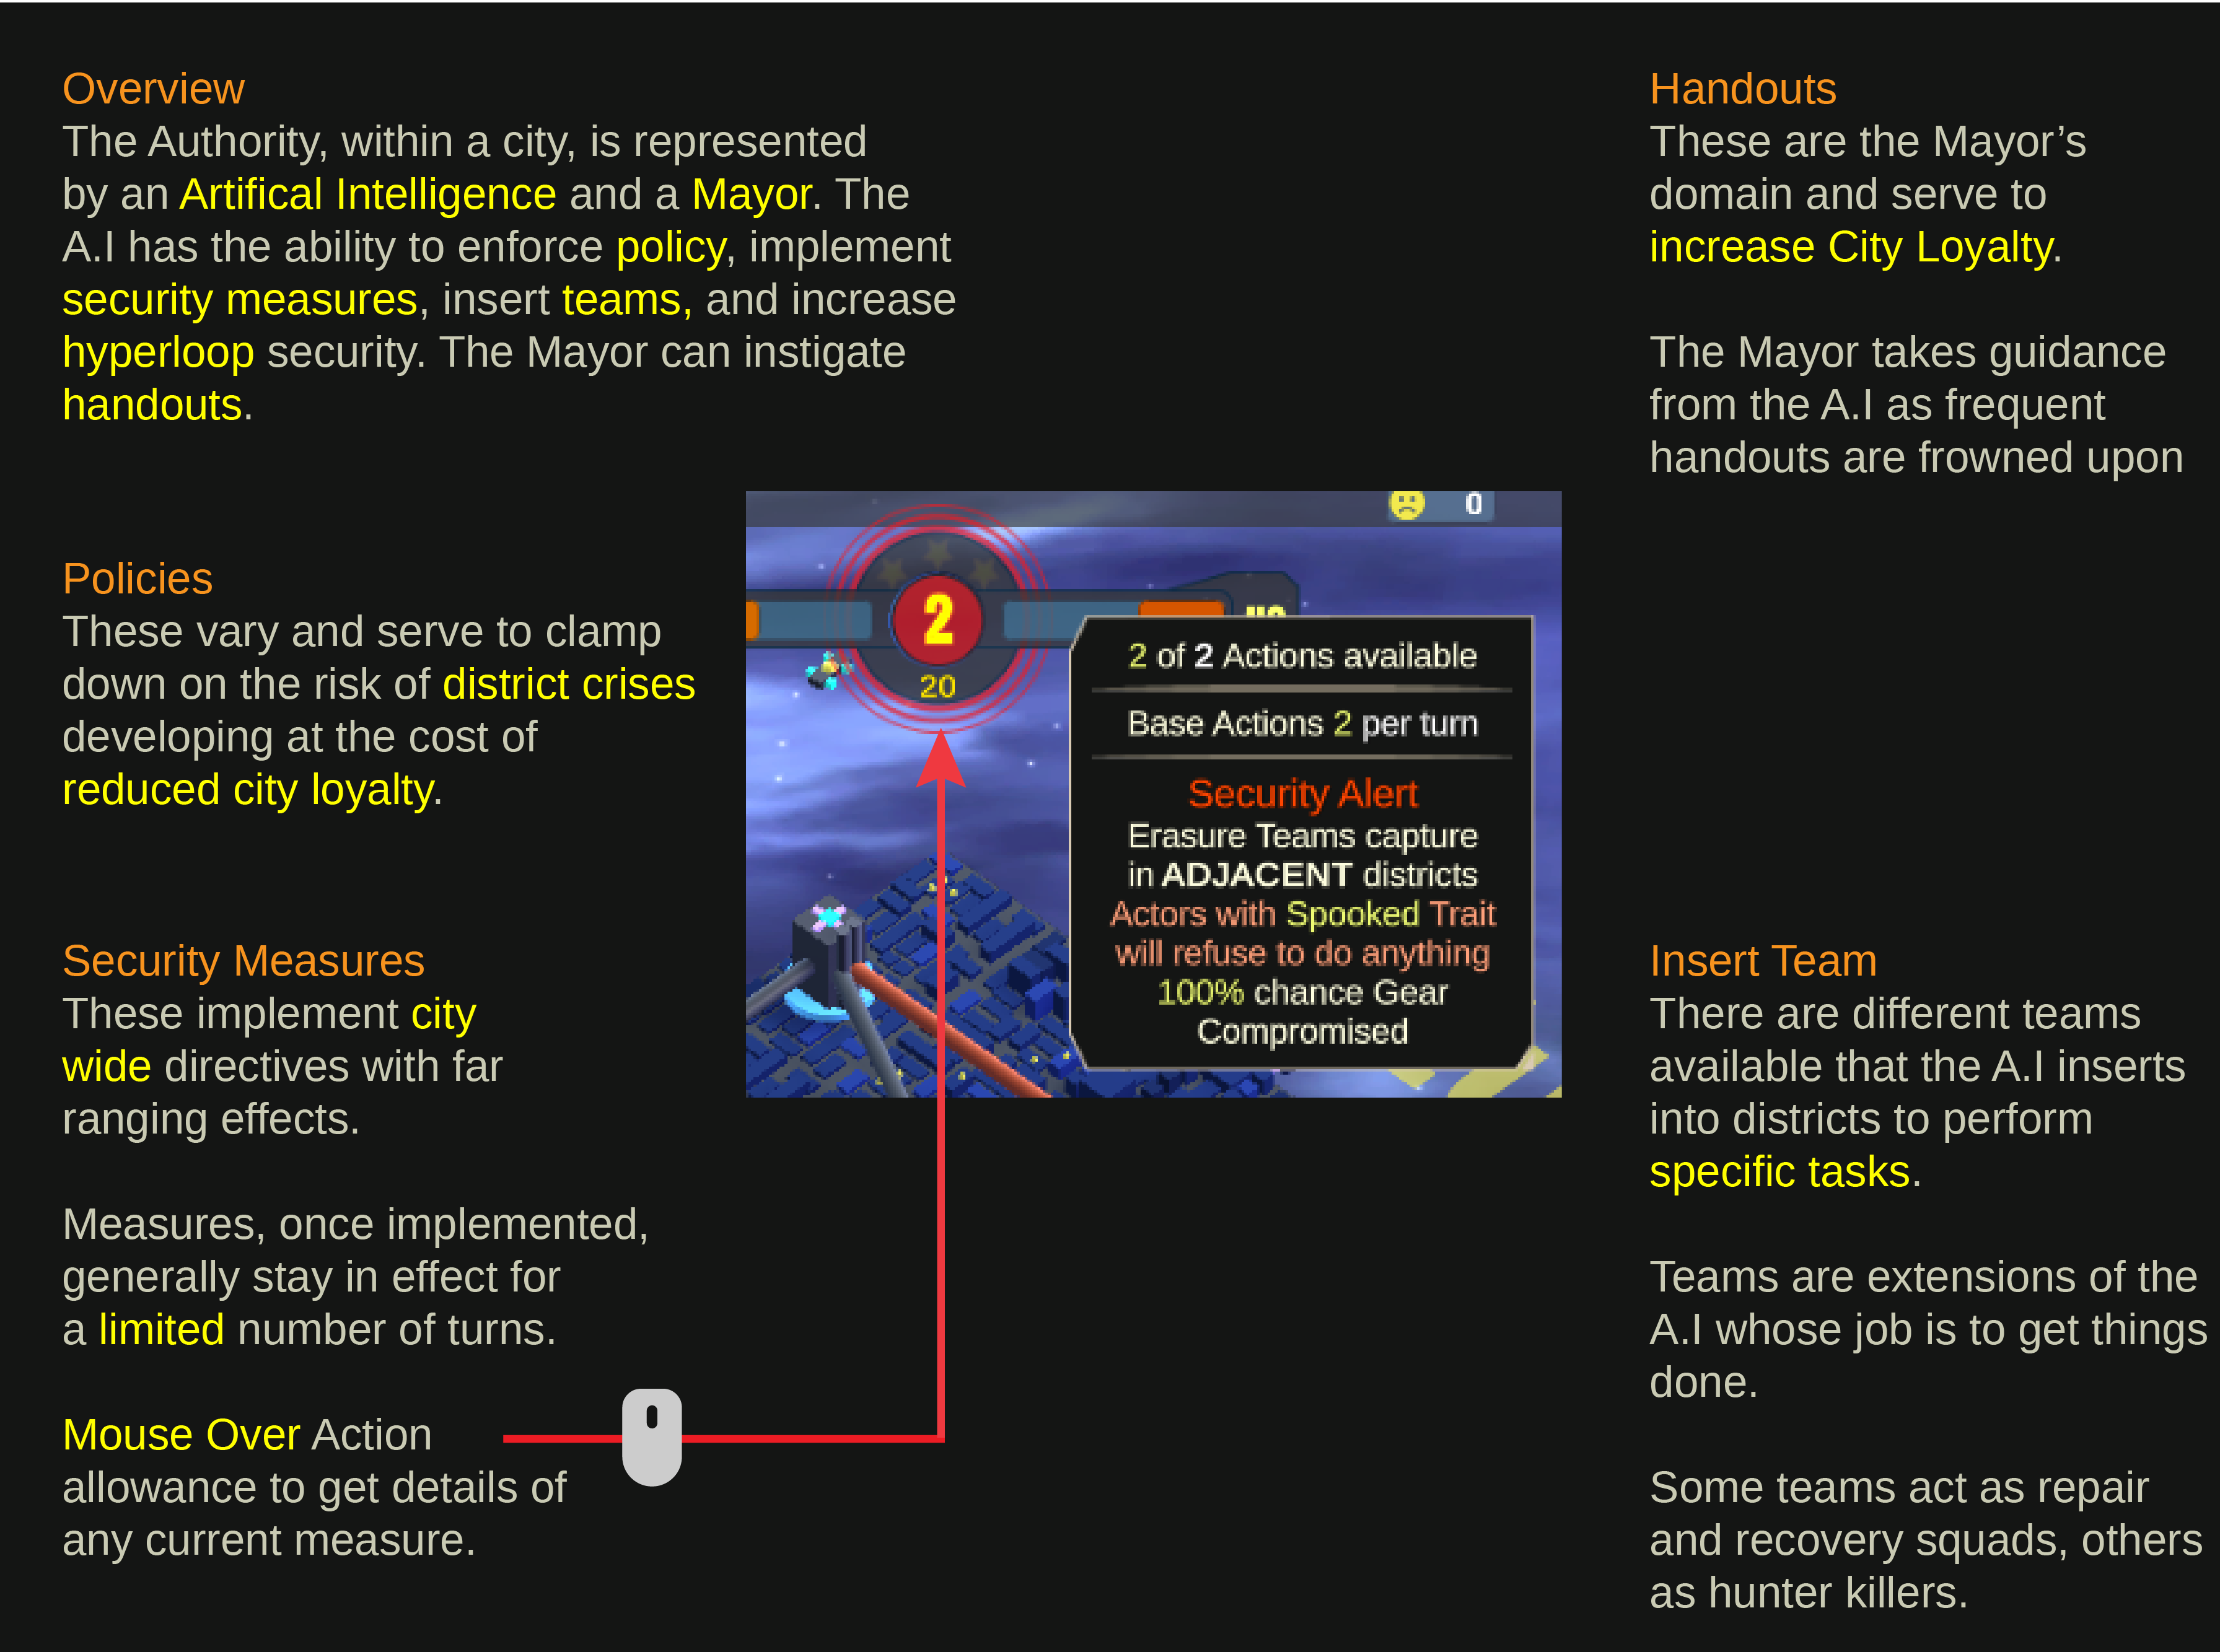 Overview
The Authority, within a city, is represented
by an Artifical Intelligence and a Mayor. The
A.I has the ability to enforce policy, implement
security measures, insert teams, and increase
hyperloop security. The Mayor can instigate
handouts.
Policies
These vary and serve to clamp
down on the risk of district crises
developing at the cost of
reduced city loyalty.
Security Measures
These implement city
wide directives with far
ranging effects.
Measures, once implemented,
generally stay in effect for
a limited number of turns.
Mouse Over Action
allowance to get details of
any current measure.
0
2
20
2 of 2 Actions available
Base Actions 2 per turn
Security Alert
Erasure Teams capture
in ADJACENT districts
Actors with Spooked Trait
will refuse to do anything
100% chance Gear
Compromised
Handouts
These are the Mayor’s
domain and serve to
increase City Loyalty.
The Mayor takes guidance
from the A.I as frequent
handouts are frowned upon
Insert Team
There are different teams
available that the A.I inserts
into districts to perform
specific tasks.
Teams are extensions of the
A.I whose job is to get things
done.
Some teams act as repair
and recovery squads, others
as hunter killers.